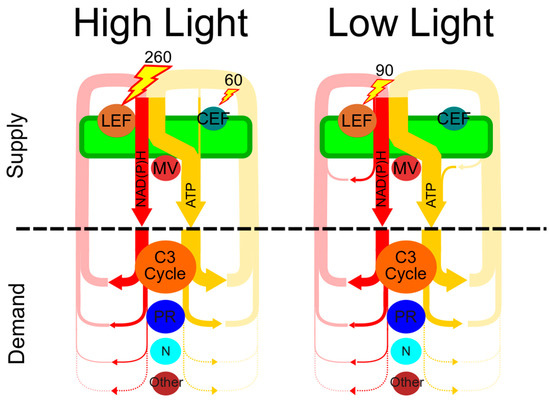 High Light
Low Light
260
60
90
LEF
CEF
LEF
CEF
Supply
NAD(P)H
MV
ATP
NAD(P)H
MV
ATP
Demand
C3
Cycle
C3
Cycle
PR
PR
N
N
Other
Other